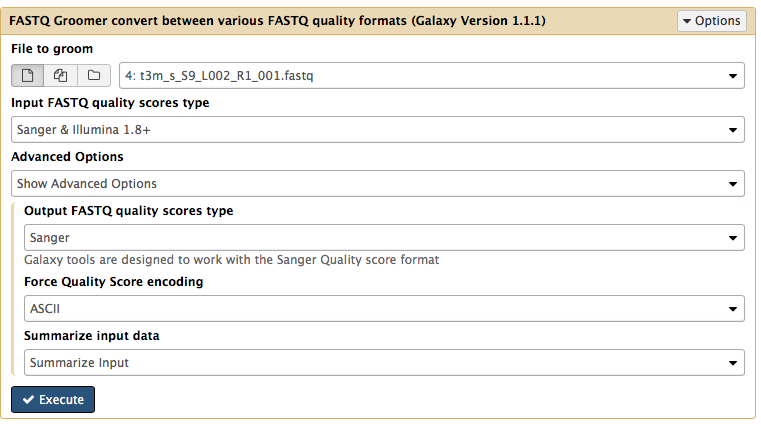 FASTQ Groomer convert between various FASTQ quality formats (Galaxy Version 1.1.1)
Options
File to groom
4: t3m_s_S9_L002_R1_001.fastq
Input FASTQ quality scores type
Sanger & Illumina 1.8+
Advanced Options
Show Advanced Options
Output FASTQ quality scores type
Sanger
Galaxy tools are designed to work with the Sanger Quality score format
Force Quality Score encoding
ASCII
Summarize input data
Summarize Input
Execute